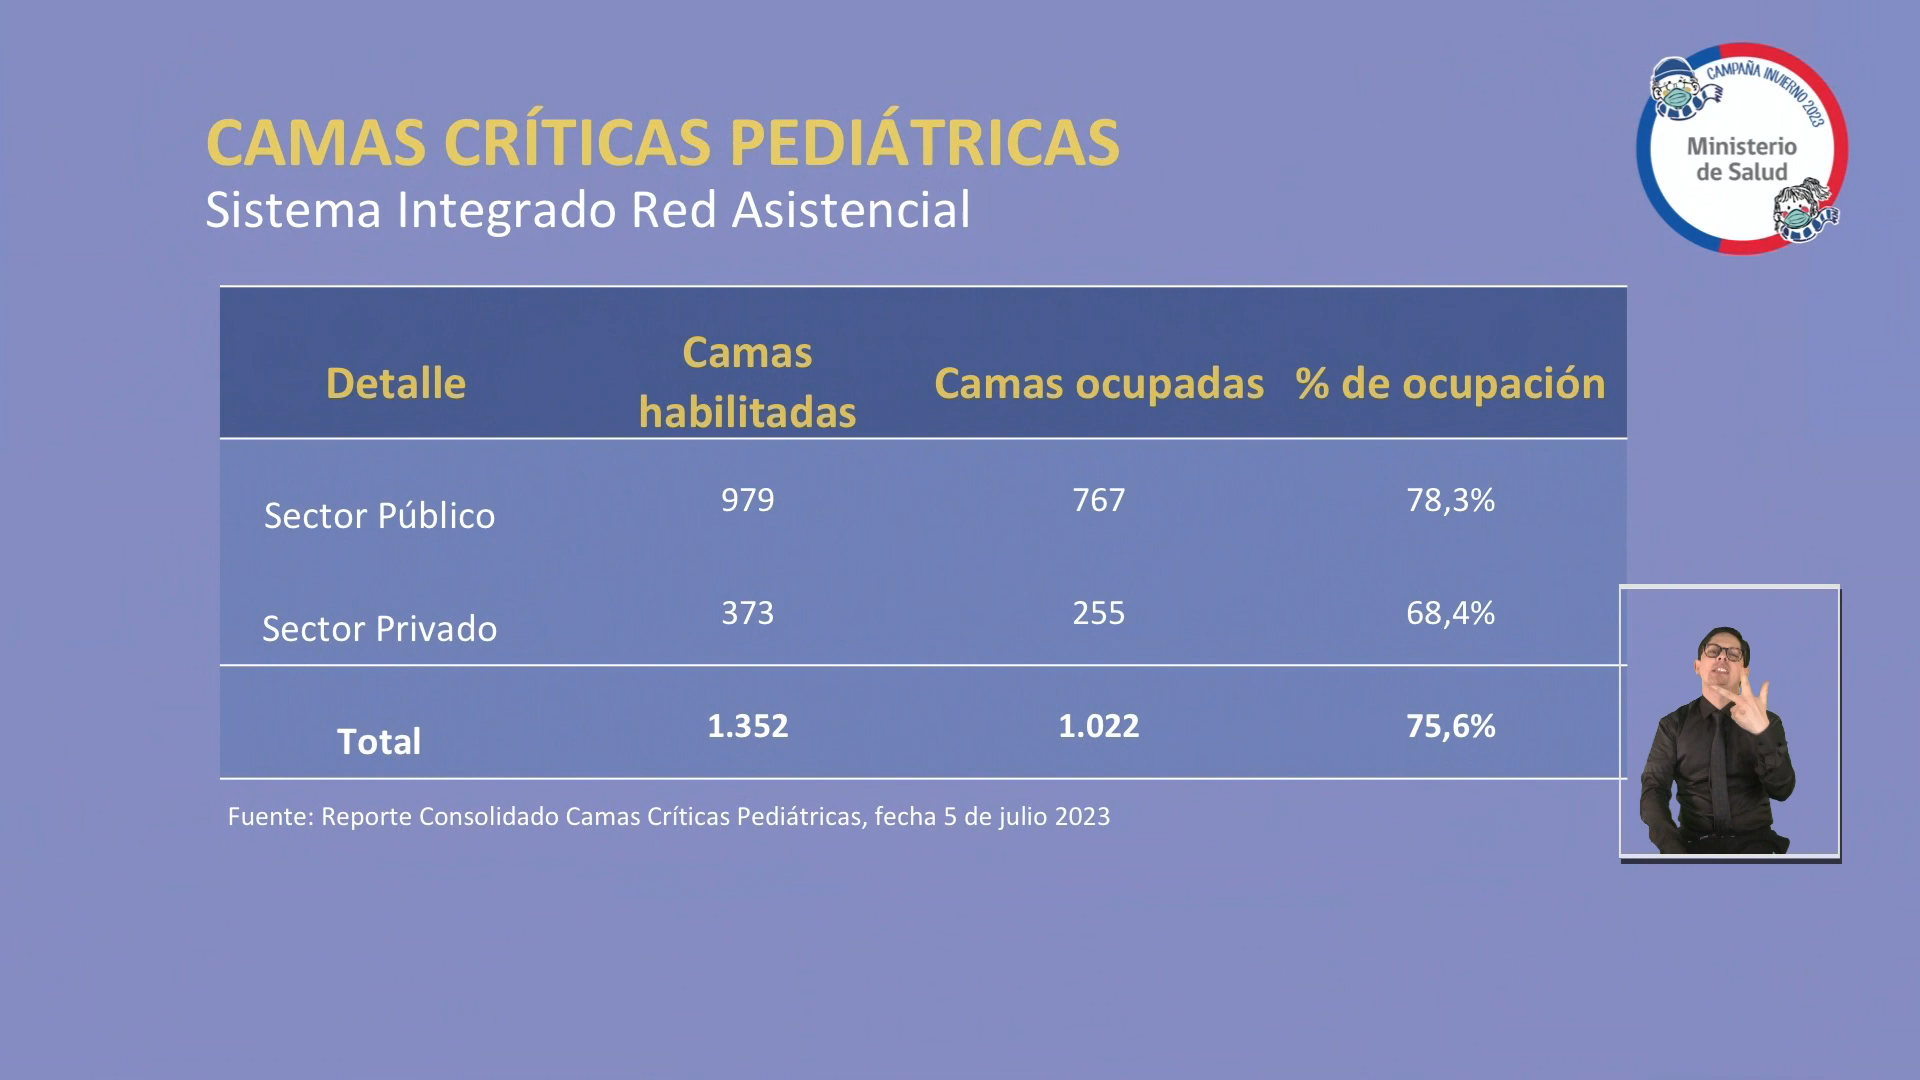 CAMPAÑA INVIERNO 2023
Ministerio
de Salud
CAMAS CRÍTICAS PEDIÁTRICAS
Sistema Integrado Red Asistencial
Detalle Camas habilitadas Camas ocupadas % de ocupación
Sector Público 979 767 78,3%
Sector Privado 373 255 68,4%
Total 1.352 1.022 75,6%
Fuente: Reporte Consolidado Camas Críticas Pediátricas, fecha 5 de julio 2023